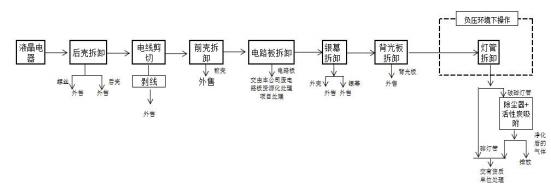 负压环境下操作
液晶电
器
后壳拆卸
电线剪
切
前壳拆
卸
电路板拆卸
银幕
拆卸
背光板
拆卸
灯管
拆卸
螺丝
后壳
外售
外售
剥线
外售
前壳
外售
电路板
交由本公司废电
路板资源化处理
项目处理
外壳
银幕
外售
外售
背光板
外售
破碎灯管
除尘器+
活性炭吸
附
净化
后的
气体
碎灯管
排放
交有资质
单位处理